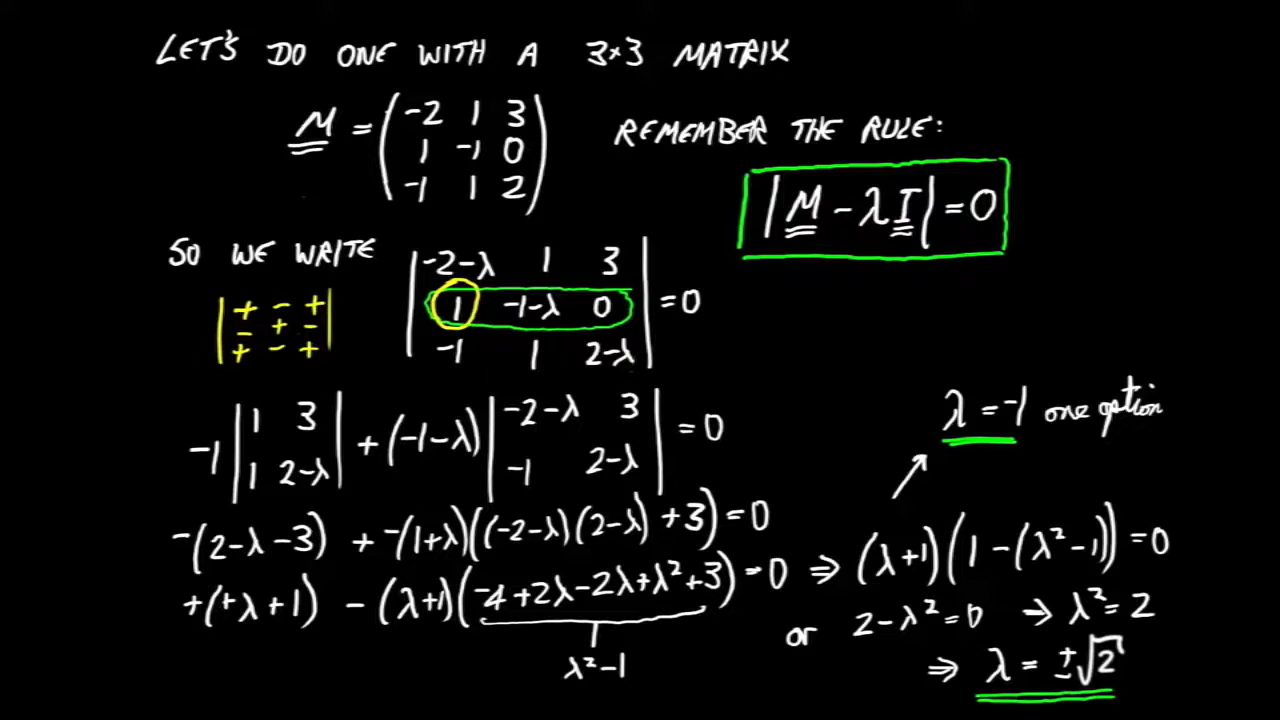 LET'S DO ONE WITH A 3×3 MATRIX
M = ( -2 1 3
1 -1 0
-1 1 2 )
REMEMBER THE RULE:
|M - λI| = 0
SO WE WRITE
| -2-λ 1 3 |
| 1 -1-λ 0 | = 0
| -1 1 2-λ |
| + - + |
| - + - |
| + - + |
-1 | 1 3 | + (-1-λ) | -2-λ 3 | = 0
| 1 2-λ | | -1 2-λ |
-(2-λ-3) + -(1+λ)((-2-λ)(2-λ)+3) = 0
+(+λ+1) - (λ+1)(-4+2λ-2λ+λ²+3) = 0
λ²-1
⇒ (λ+1)(1-(λ²-1)) = 0
λ = -1 one option
or 2-λ² = 0 ⇒ λ² = 2
⇒ λ = ±√2